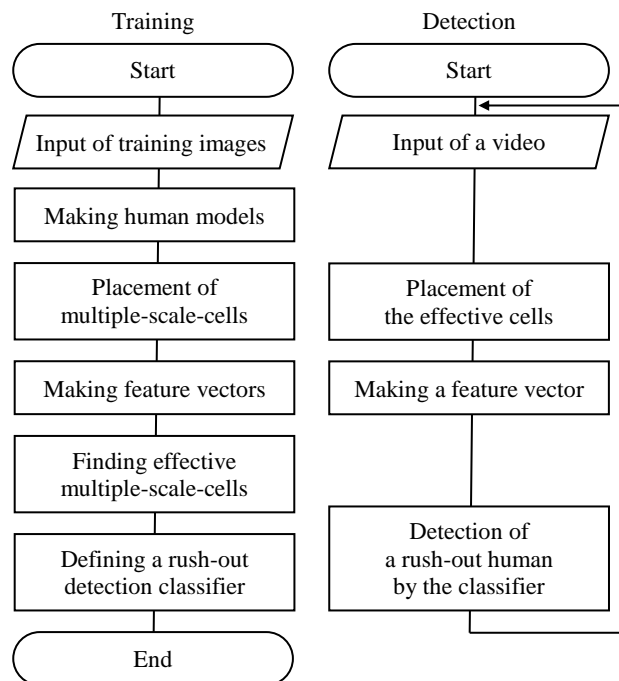 Training
Start
Input of training images
Making human models
Placement of
multiple-scale-cells
Making feature vectors
Finding effective
multiple-scale-cells
Defining a rush-out
detection classifier
End
Detection
Start
Input of a video
Placement of
the effective cells
Making a feature vector
Detection of
a rush-out human
by the classifier